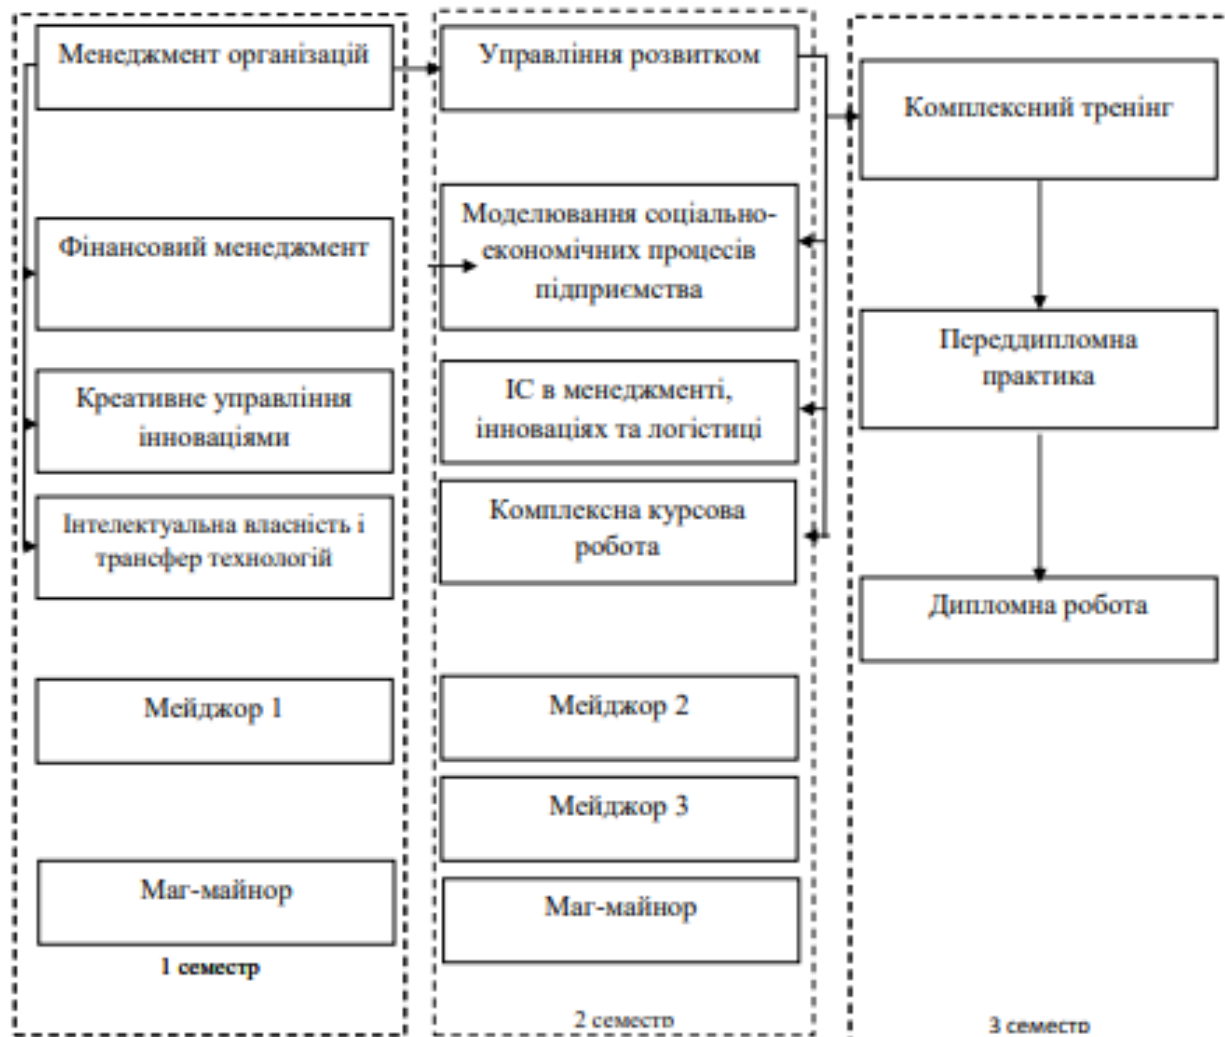 Менеджмент організацій
Фінансовий менеджмент
Креативне управління
інноваціями
Інтелектуальна власність і
трансфер технологій
Мейджор 1
Маг-майнор
1 семестр
Управління розвитком
Моделювання соціально-
економічних процесів
підприємства
ІС в менеджменті,
інноваціях та логістиці
Комплексна курсова
робота
Мейджор 2
Мейджор 3
Маг-майнор
2 семестр
Комплексний тренінг
Переддипломна
практика
Дипломна робота
3 семестр